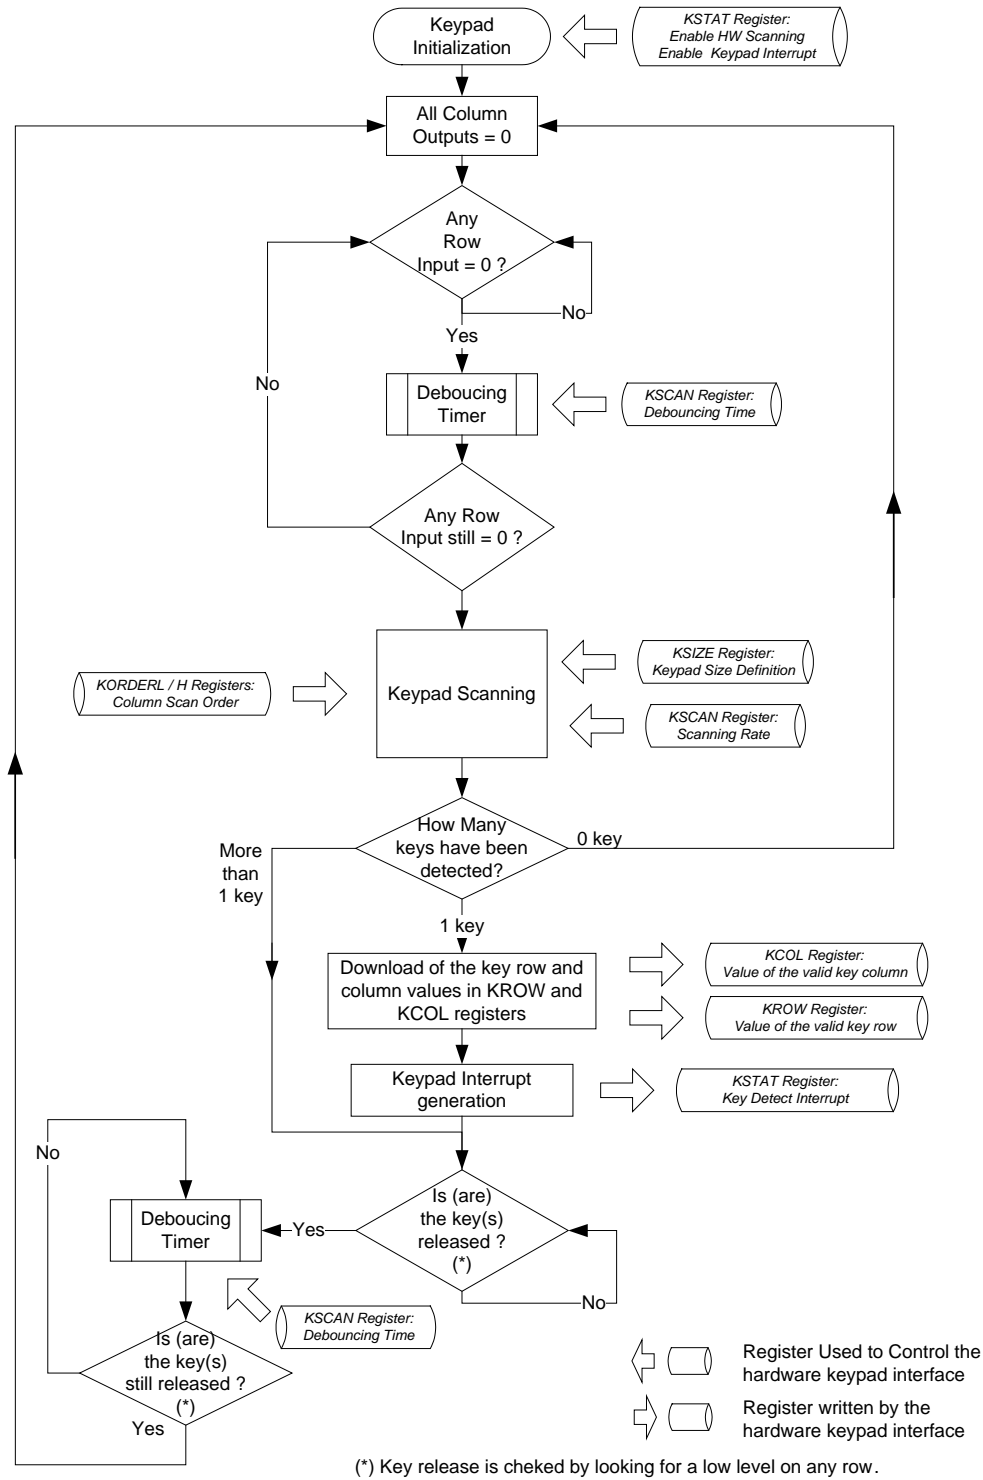 Keypad
Initialization
KSTAT Register:
Enable HW Scanning
Enable Keypad Interrupt
All Column
Outputs = 0
Any
Row
Input = 0 ?
No
Yes
No
Deboucing
Timer
KSCAN Register:
Debouncing Time
Any Row
Input still = 0 ?
KORDERL / H Registers:
Column Scan Order
Keypad Scanning
KSIZE Register:
Keypad Size Definition
KSCAN Register:
Scanning Rate
How Many
keys have been
detected?
0 key
More
than
1 key
1 key
Download of the key row and
column values in KROW and
KCOL registers
KCOL Register:
Value of the valid key column
KROW Register:
Value of the valid key row
Keypad Interrupt
generation
KSTAT Register:
Key Detect Interrupt
No
Deboucing
Timer
Yes
Is (are)
the key(s)
released ?
(*)
No
KSCAN Register:
Debouncing Time
Is (are)
the key(s)
still released ?
(*)
Yes
Register Used to Control the
hardware keypad interface
Register written by the
hardware keypad interface
(*) Key release is cheked by looking for a low level on any row.